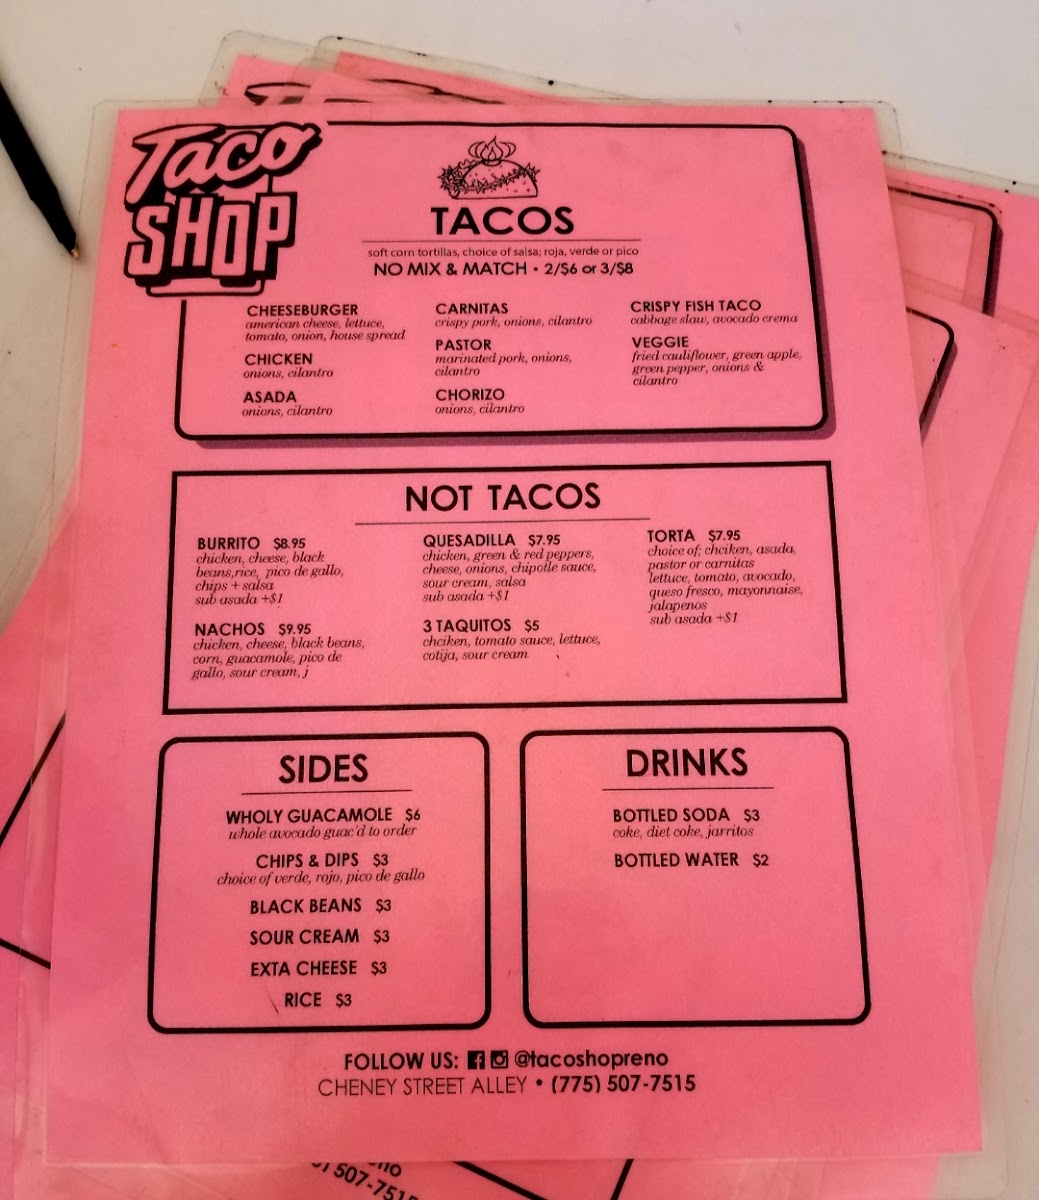 Taco
SHOP
TACOS
soft corn tortillas, choice of salsa; roja, verde or pico
NO MIX & MATCH • 2/$6 or 3/$8
CHEESEBURGER
american cheese, lettuce,
tomato, onion, house spread
CHICKEN
onions, cilantro
ASADA
onions, cilantro
CARNITAS
crispy pork, onions, cilantro
PASTOR
marinated pork, onions,
cilantro
CHORIZO
onions, cilantro
CRISPY FISH TACO
cabbage slaw, avocado crema
VEGGIE
fried cauliflower, green apple,
green pepper, onions &
cilantro
NOT TACOS
BURRITO $8.95
chicken, cheese, black
beans,rice, pico de gallo,
chips + salsa
sub asada +$1
NACHOS $9.95
chicken, cheese, black beans,
corn, guacamole, pico de
gallo, sour cream, j
QUESADILLA $7.95
chicken, green & red peppers,
cheese, onions, chipotle sauce,
sour cream, salsa
sub asada +$1
3 TAQUITOS $5
chciken, tomato sauce, lettuce,
cotija, sour cream
TORTA $7.95
choice of; chciken, asada,
pastor or carnitas
lettuce, tomato, avocado,
queso fresco, mayonnaise,
jalapenos
sub asada +$1
SIDES
WHOLY GUACAMOLE $6
whole avocado guac'd to order
CHIPS & DIPS $3
choice of verde, rojo, pico de gallo
BLACK BEANS $3
SOUR CREAM $3
EXTA CHEESE $3
RICE $3
DRINKS
BOTTLED SODA $3
coke, diet coke, jarritos
BOTTLED WATER $2
FOLLOW US: @tacoshopreno
CHENEY STREET ALLEY • (775) 507-7515
507-751